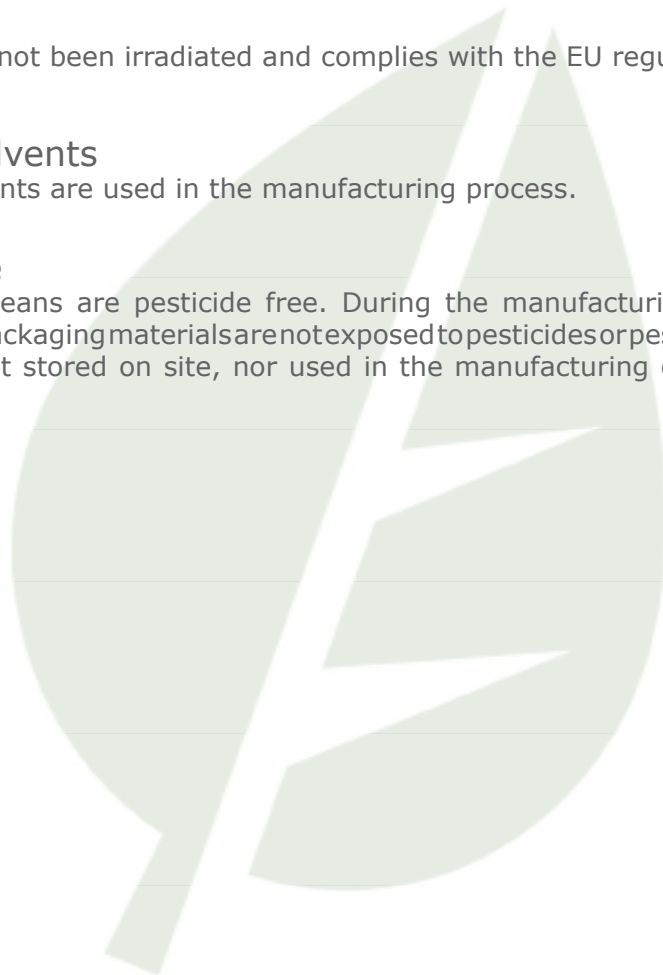 not been irradiated and complies with the EU regu
lvents
nts are used in the manufacturing process.
e
eans are pesticide free. During the manufacturi
ckagingmaterialsarenotexposedtopesticidesorpes
t stored on site, nor used in the manufacturing